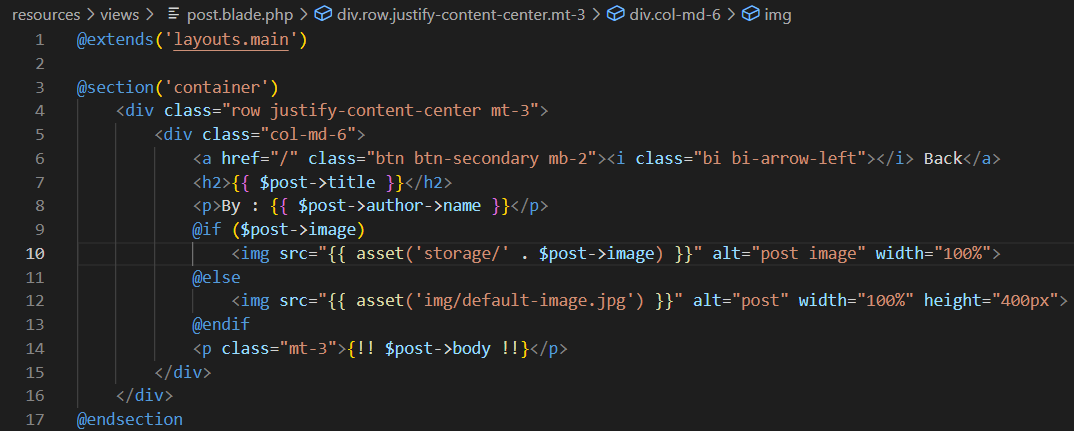 resources > views > post.blade.php > div.row.justify-content-center.mt-3 > div.col-md-6 > img
1 @extends('layouts.main')
2
3 @section('container')
4     <div class="row justify-content-center mt-3">
5         <div class="col-md-6">
6             <a href="/" class="btn btn-secondary mb-2"><i class="bi bi-arrow-left"></i> Back</a>
7             <h2>{{ $post->title }}</h2>
8             <p>By : {{ $post->author->name }}</p>
9             @if ($post->image)
10                 <img src="{{ asset('storage/' . $post->image) }}" alt="post image" width="100%">
11             @else
12                 <img src="{{ asset('img/default-image.jpg') }}" alt="post" width="100%" height="400px">
13             @endif
14             <p class="mt-3">{!! $post->body !!}</p>
15         </div>
16     </div>
17 @endsection